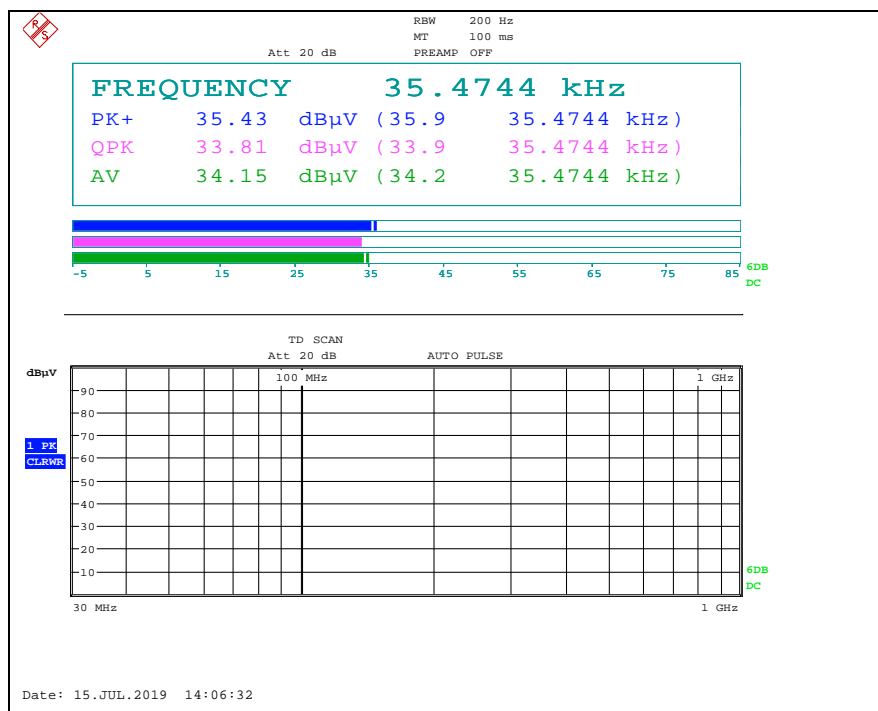 R S
RBW 200 Hz
MT 100 ms
Att 20 dB PREAMP OFF
FREQUENCY 35.4744 kHz
PK+ 35.43 dBµV (35.9 35.4744 kHz)
QPK 33.81 dBµV (33.9 35.4744 kHz)
AV 34.15 dBµV (34.2 35.4744 kHz)
-5 5 15 25 35 45 55 65 75 85
6DB
DC
TD SCAN
Att 20 dB AUTO PULSE
dBµV
100 MHz 1 GHz
90
80
70
1 PK
60
CLRWR
50
40
30
20
10
6DB
DC
30 MHz 1 GHz
Date: 15.JUL.2019 14:06:32